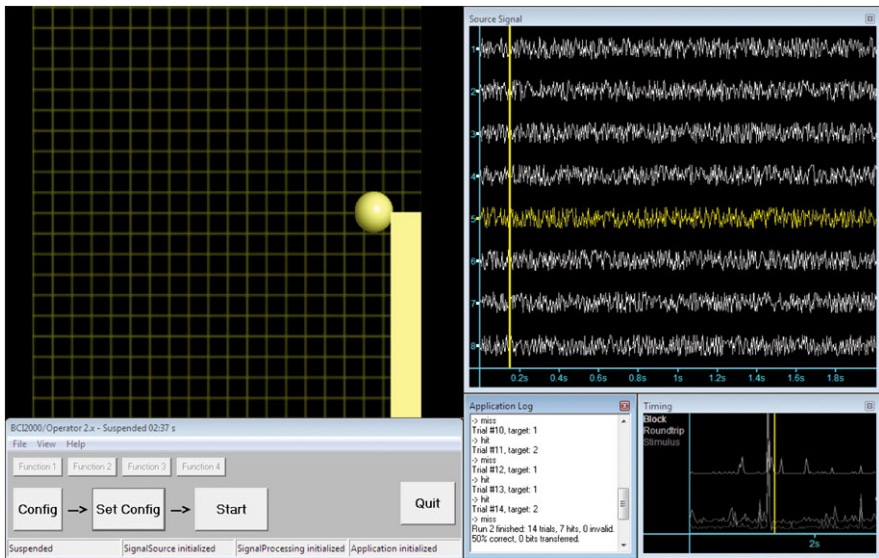 Source Signal
1
2
3
4
5
6
7
8
0.2s 0.4s 0.6s 0.8s 1s 1.2s 1.4s 1.6s 1.8s
BCI2000/Operator 2.x - Suspended 02:37 s
File View Help
Function 1 Function 2 Function 3 Function 4
Config --> Set Config --> Start Quit
Suspended SignalSource initialized SignalProcessing initialized Application initialized
Application Log
-> miss
Trial #10, target: 1
-> hit
Trial #11, target: 2
-> miss
Trial #12, target: 1
-> hit
Trial #13, target: 1
-> hit
Trial #14, target: 2
-> miss
Run 2 finished: 14 trials, 7 hits, 0 invalid.
50% correct, 0 bits transferred.
Timing
Block
Roundtrip
Stimulus
2s